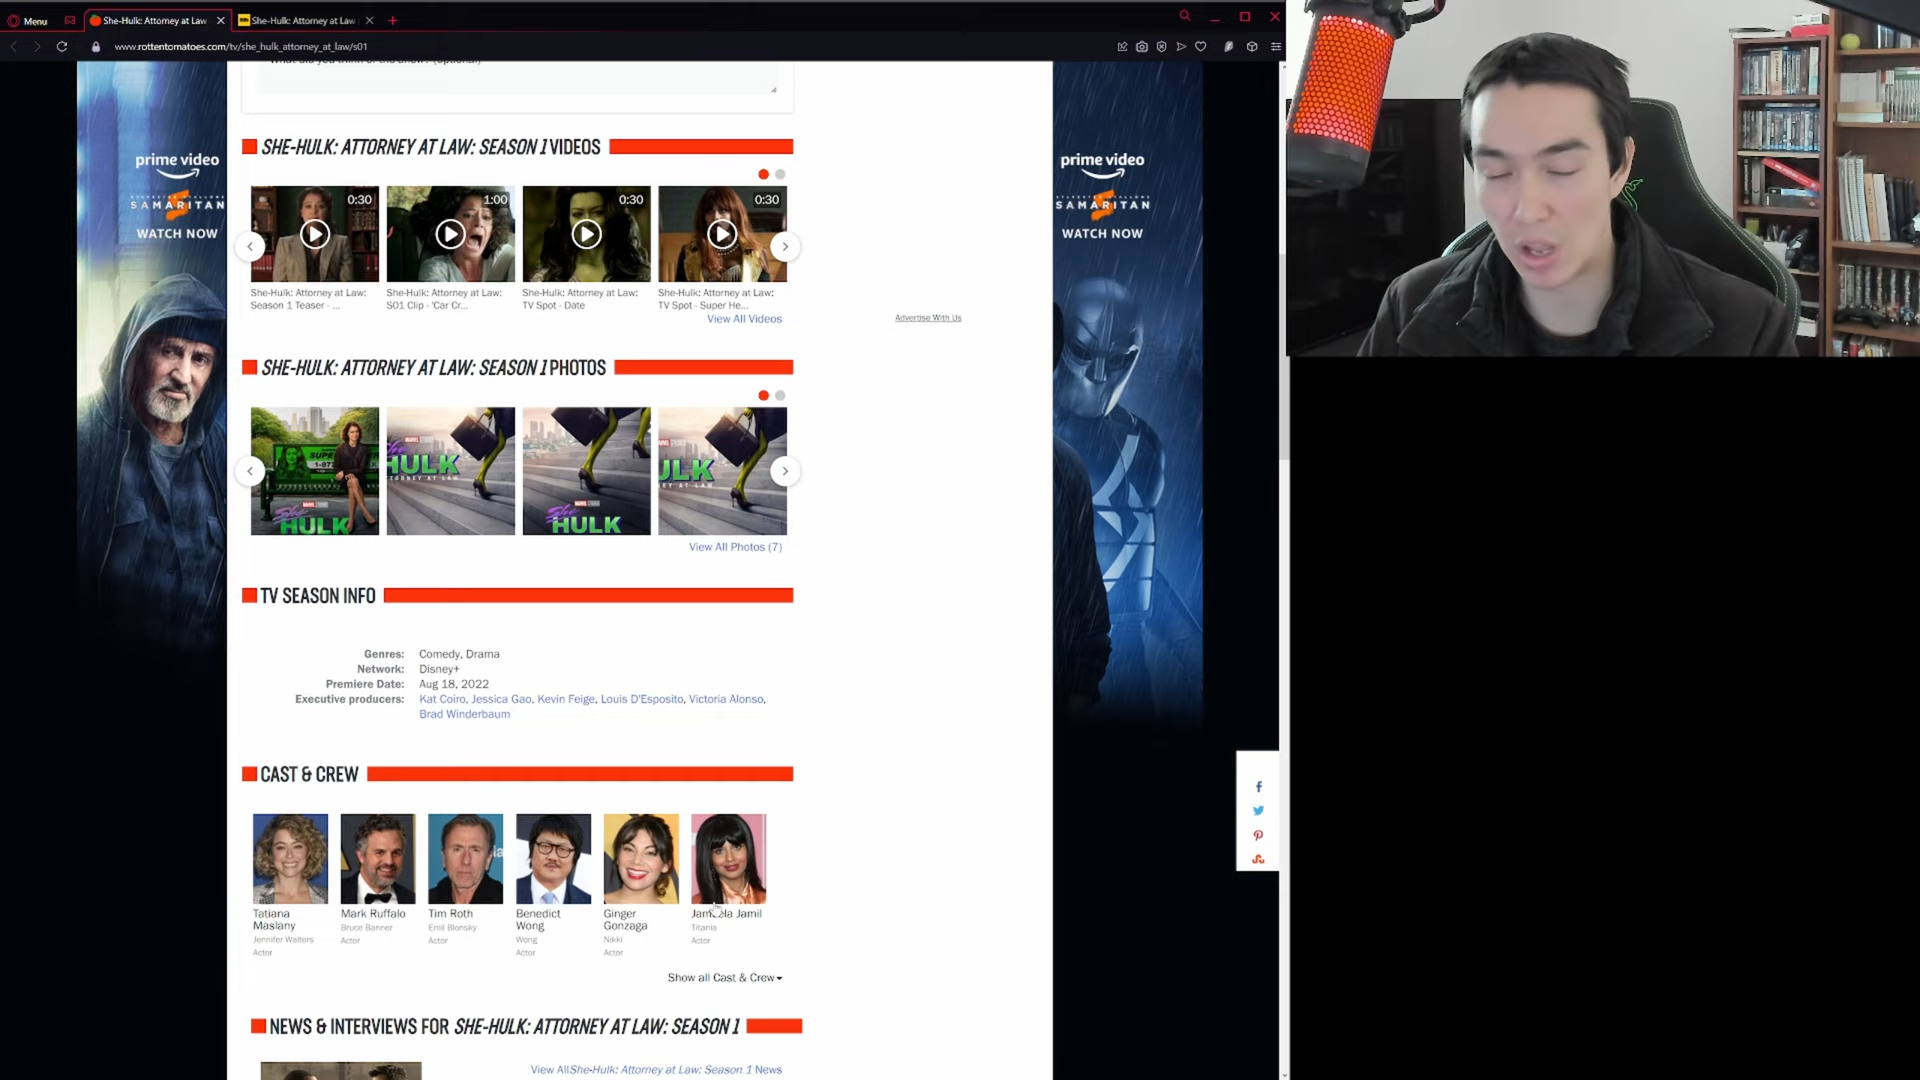 Menu
She-Hulk: Attorney at Law
She-Hulk: Attorney at Law
www.rottentomatoes.com/tv/she_hulk_attorney_at_law/s01
SHE-HULK: ATTORNEY AT LAW: SEASON 1 VIDEOS
0:30
1:00
0:30
0:30
She-Hulk: Attorney at Law:
Season 1 Teaser - ...
She-Hulk: Attorney at Law:
S01 Clip - 'Car Cr...
She-Hulk: Attorney at Law:
TV Spot - Date
She-Hulk: Attorney at Law:
TV Spot - Super He...
View All Videos
prime video
SAMARITAN
WATCH NOW
prime video
SAMARITAN
WATCH NOW
Advertise With Us
SHE-HULK: ATTORNEY AT LAW: SEASON 1 PHOTOS
HULK
HULK
HULK
ULK
View All Photos (7)
TV SEASON INFO
Genres: Comedy, Drama
Network: Disney+
Premiere Date: Aug 18, 2022
Executive producers: Kat Coiro, Jessica Gao, Kevin Feige, Louis D'Esposito, Victoria Alonso,
Brad Winderbaum
CAST & CREW
Tatiana
Maslany
Jennifer Walters
Actor
Mark Ruffalo
Bruce Banner
Actor
Tim Roth
Emil Blonsky
Actor
Benedict
Wong
Wong
Actor
Ginger
Gonzaga
Nikki
Actor
Jameela Jamil
Titania
Actor
Show all Cast & Crew
NEWS & INTERVIEWS FOR SHE-HULK: ATTORNEY AT LAW: SEASON 1
View All She-Hulk: Attorney at Law: Season 1 News